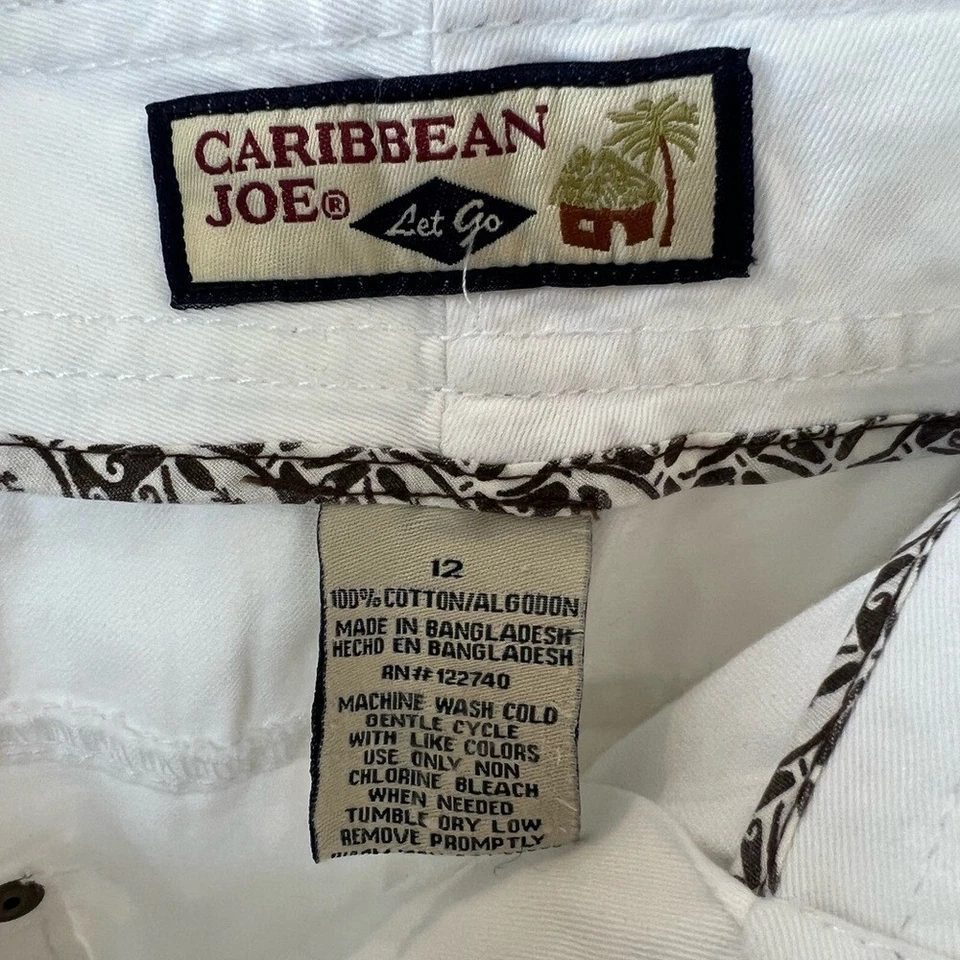 CARIBBEAN
JOE®
Let Go
12
100% COTTON/ALGODON
MADE IN BANGLADESH
HECHO EN BANGLADESH
RN# 122740
MACHINE WASH COLD
GENTLE CYCLE
WITH LIKE COLORS
USE ONLY NON
CHLORINE BLEACH
WHEN NEEDED
TUMBLE DRY LOW
REMOVE PROMPTLY